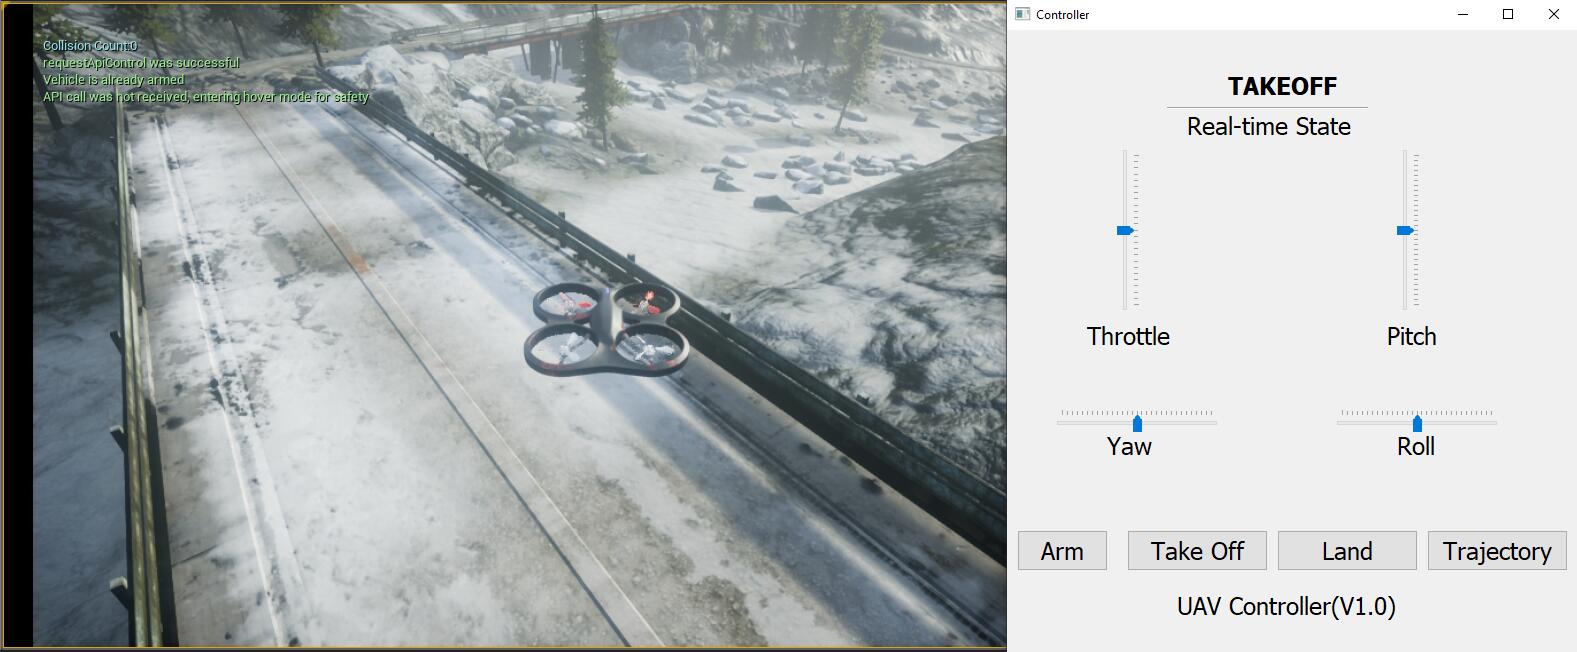 Collision Count:0
requestApiControl was successful
Vehicle is already armed
API call was not received, entering hover mode for safety
Controller
TAKEOFF
Real-time State
Throttle
Pitch
Yaw
Roll
Arm
Take Off
Land
Trajectory
UAV Controller(V1.0)